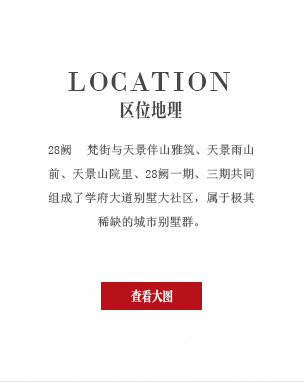 LOCATION
区位地理
28阙　梵街与天景伴山雅筑、天景雨山
前、天景山院里、28阙一期、三期共同
组成了学府大道别墅大社区，属于极其
稀缺的城市别墅群。
查看大图